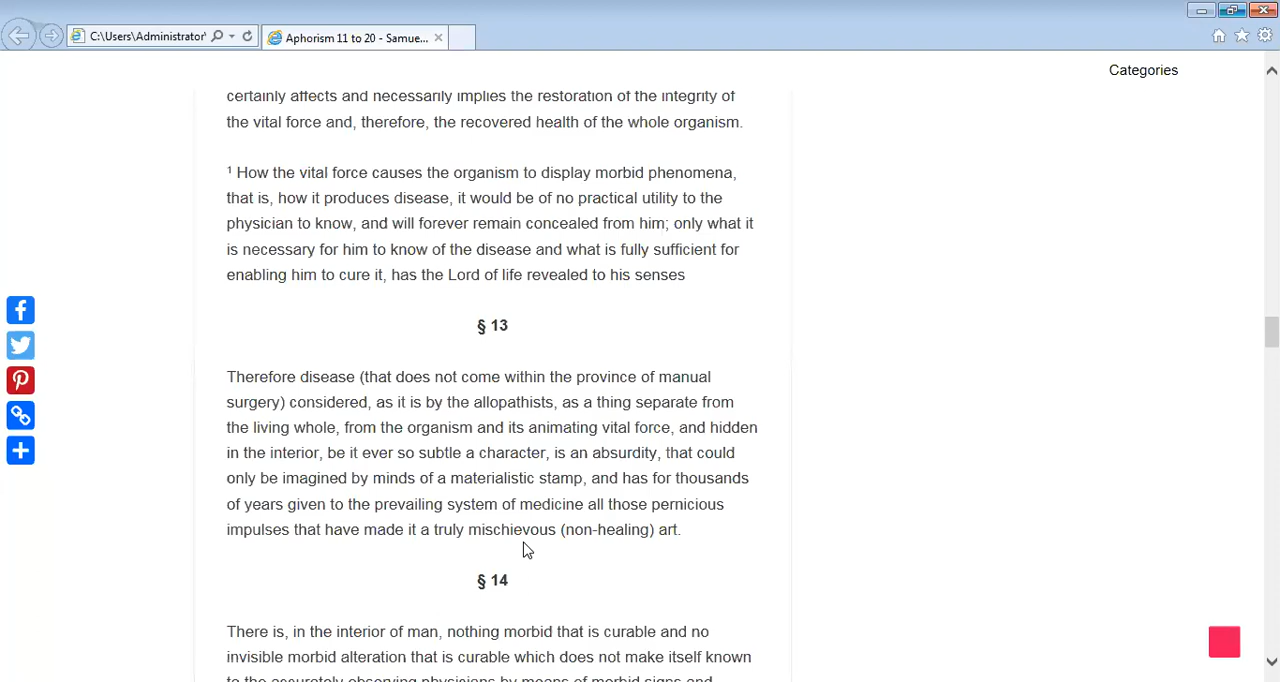 C:\Users\Administrator'
Aphorism 11 to 20 - Samue...
Categories
certainly affects and necessarily implies the restoration of the integrity of
the vital force and, therefore, the recovered health of the whole organism.
¹ How the vital force causes the organism to display morbid phenomena,
that is, how it produces disease, it would be of no practical utility to the
physician to know, and will forever remain concealed from him; only what it
is necessary for him to know of the disease and what is fully sufficient for
enabling him to cure it, has the Lord of life revealed to his senses
§ 13
Therefore disease (that does not come within the province of manual
surgery) considered, as it is by the allopathists, as a thing separate from
the living whole, from the organism and its animating vital force, and hidden
in the interior, be it ever so subtle a character, is an absurdity, that could
only be imagined by minds of a materialistic stamp, and has for thousands
of years given to the prevailing system of medicine all those pernicious
impulses that have made it a truly mischievous (non-healing) art.
§ 14
There is, in the interior of man, nothing morbid that is curable and no
invisible morbid alteration that is curable which does not make itself known
to the accurately observing physicians by means of morbid signs and